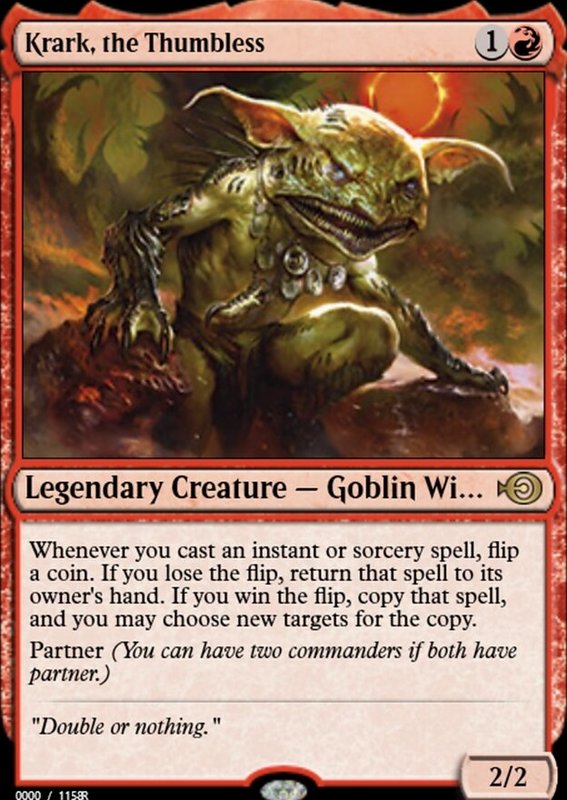 Krark, the Thumbless 1
Legendary Creature — Goblin Wi...
Whenever you cast an instant or sorcery spell, flip
a coin. If you lose the flip, return that spell to its
owner's hand. If you win the flip, copy that spell,
and you may choose new targets for the copy.
Partner (You can have two commanders if both have
partner.)
"Double or nothing."
2/2
0000 / 1158R